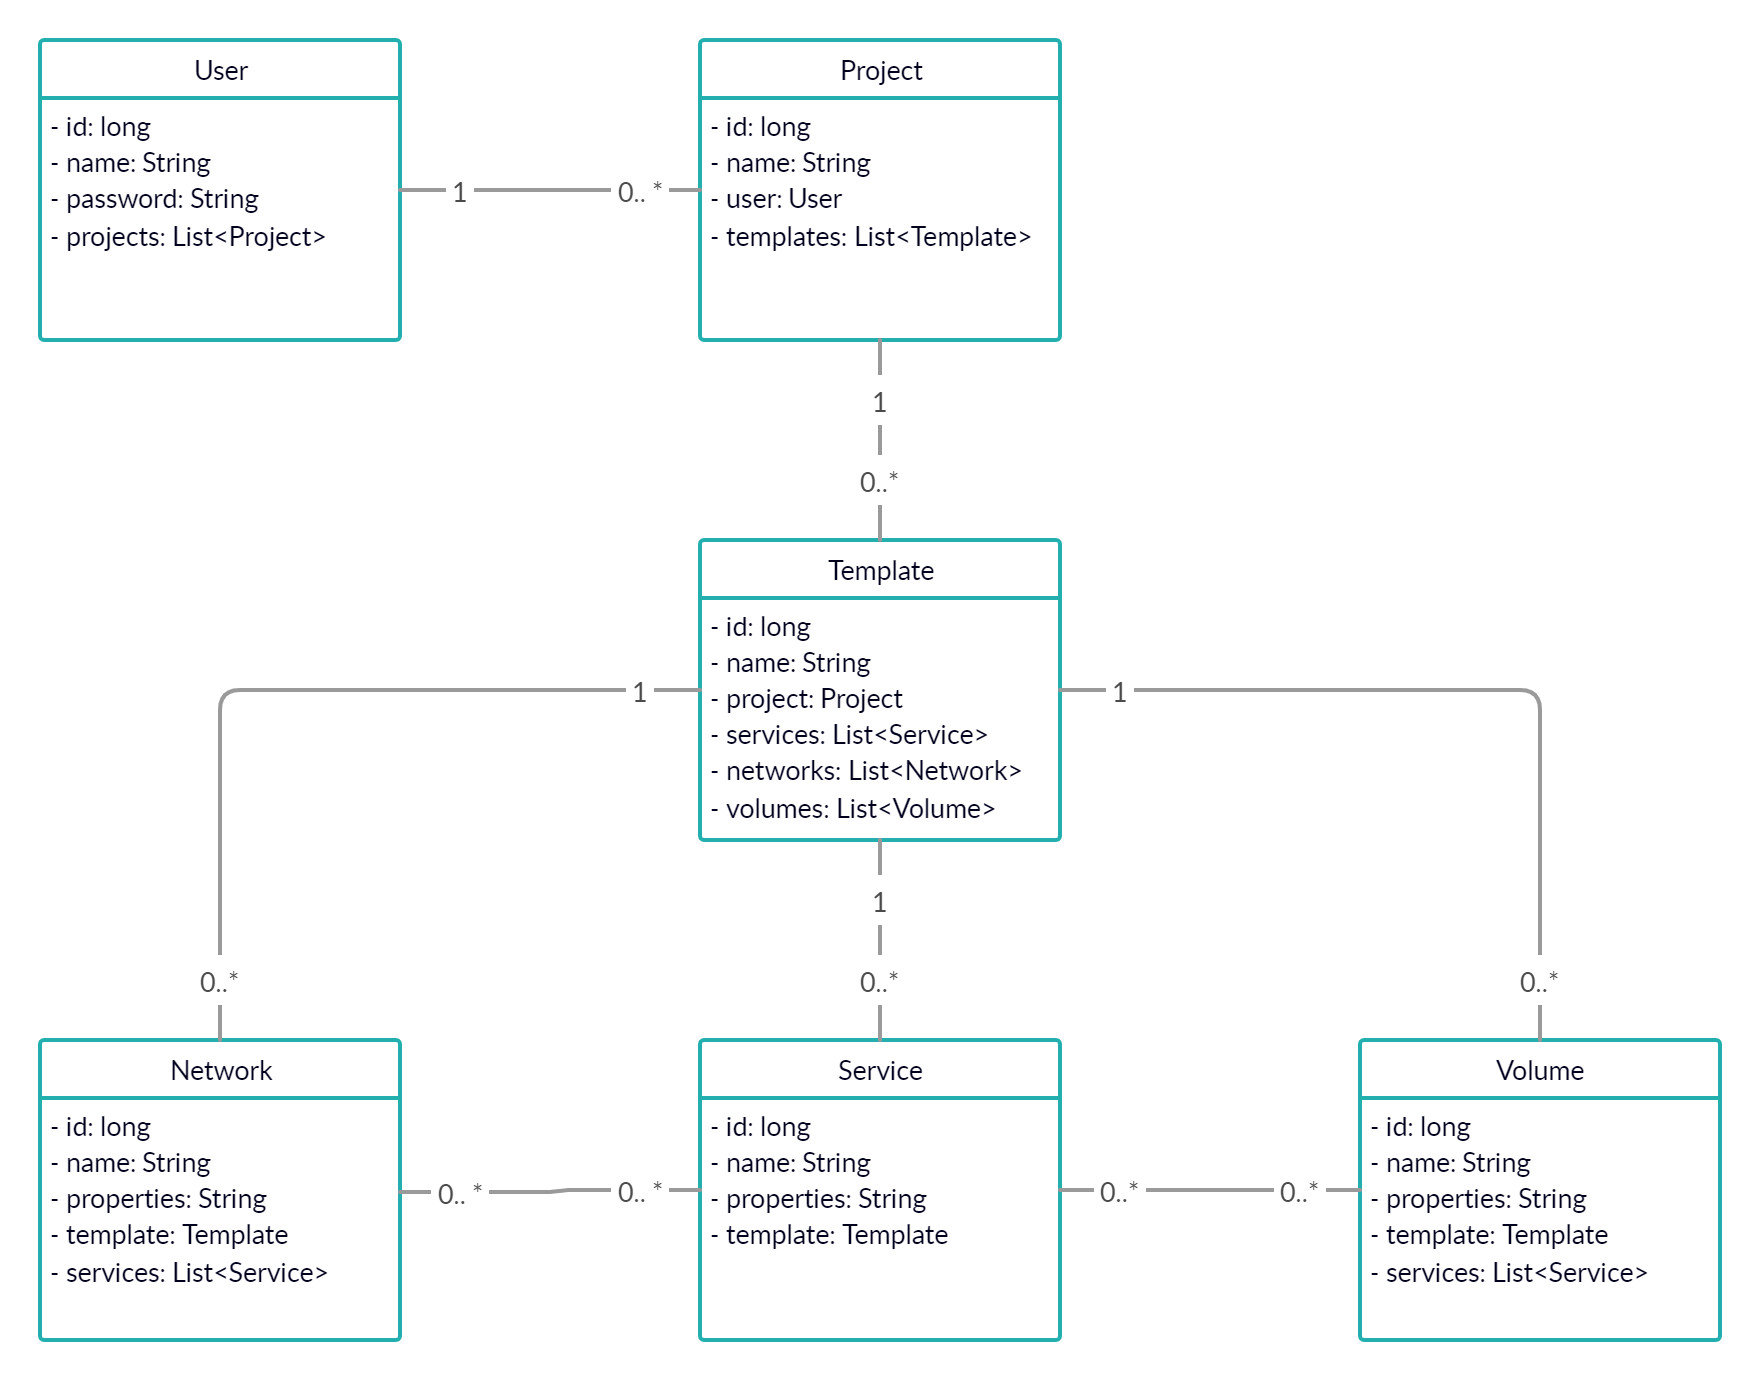 User
- id: long
- name: String
- password: String
- projects: List<Project>
1
0.. *
Project
- id: long
- name: String
- user: User
- templates: List<Template>
1
0..*
Template
- id: long
- name: String
- project: Project
- services: List<Service>
- networks: List<Network>
- volumes: List<Volume>
1
1
1
0..*
0..*
0..*
Network
- id: long
- name: String
- properties: String
- template: Template
- services: List<Service>
0.. *
0.. *
Service
- id: long
- name: String
- properties: String
- template: Template
0..*
0..*
Volume
- id: long
- name: String
- properties: String
- template: Template
- services: List<Service>